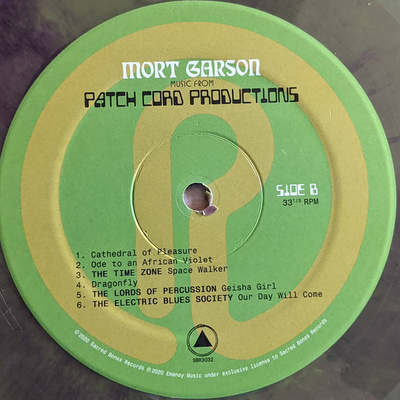 MORT GARSON
MUSIC FROM
PATCH CORD PRODUCTIONS
SIDE B
33 1/3 RPM
1. Cathedral of Pleasure
2. Ode to an African Violet
3. THE TIME ZONE Space Walker
4. Dragonfly
5. THE LORDS OF PERCUSSION Geisha Girl
6. THE ELECTRIC BLUES SOCIETY Our Day Will Come
SBR3032
©2020 Sacred Bones Records ℗2020 Emanay Music under exclusive license to Sacred Bones Records